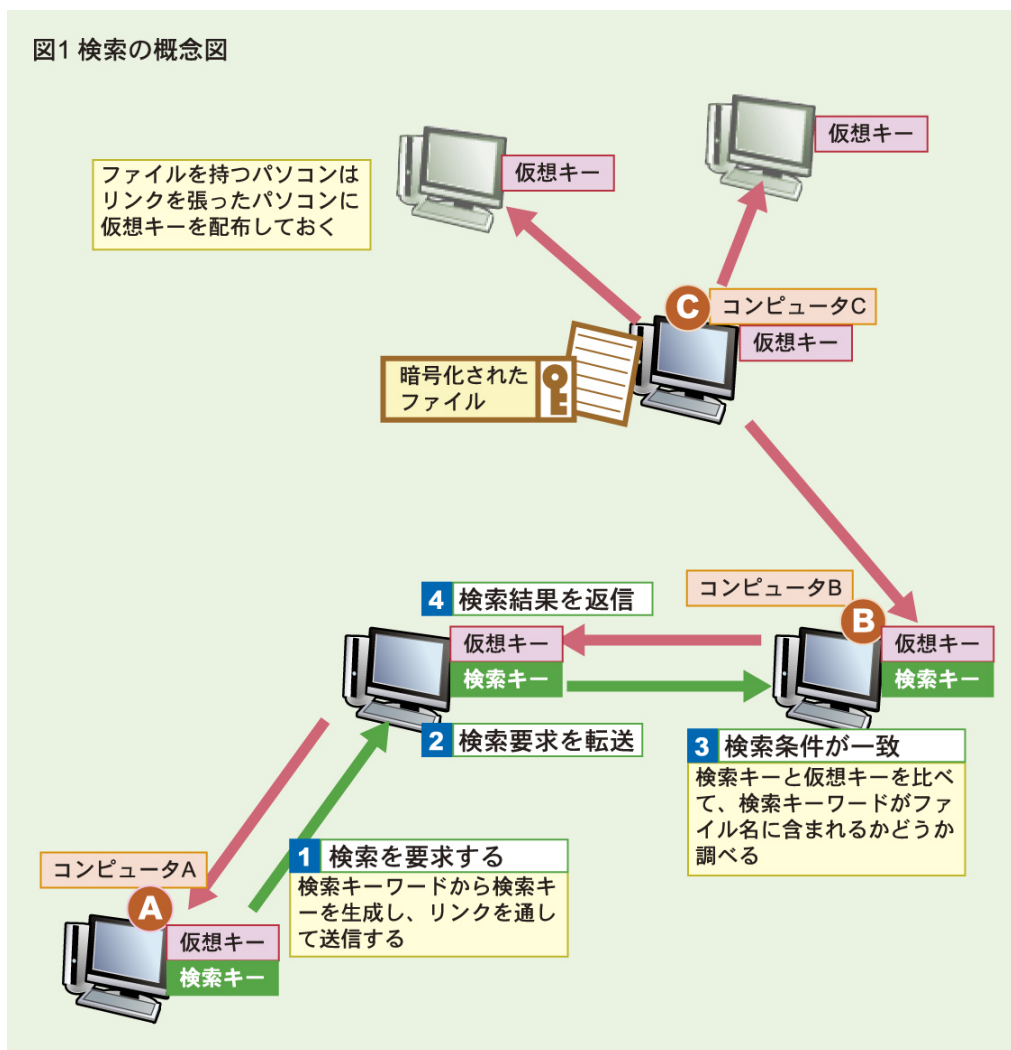 図1 検索の概念図
仮想キー
仮想キー
ファイルを持つパソコンは
リンクを張ったパソコンに
仮想キーを配布しておく
C
コンピュータC
仮想キー
暗号化された
ファイル
コンピュータB
B
仮想キー
検索キー
4 検索結果を返信
仮想キー
検索キー
2 検索要求を転送
3 検索条件が一致
検索キーと仮想キーを比べ
て、検索キーワードがファ
イル名に含まれるかどうか
調べる
1 検索を要求する
検索キーワードから検索キ
ーを生成し、リンクを通し
て送信する
コンピュータA
A
仮想キー
検索キー